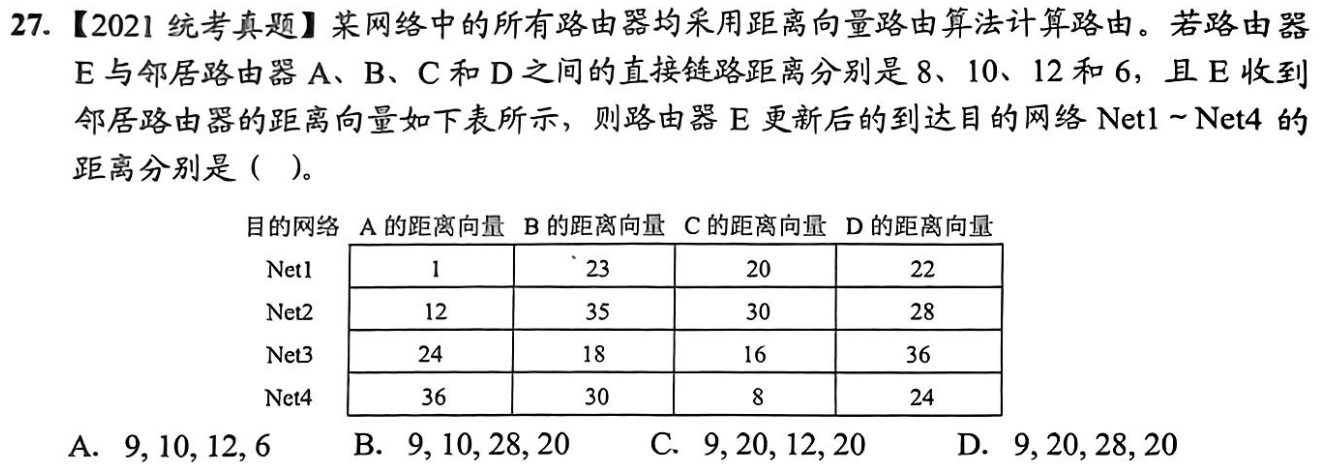 27. 【2021 统考真题】某网络中的所有路由器均采用距离向量路由算法计算路由。若路由器
E 与邻居路由器 A、B、C 和 D 之间的直接链路距离分别是 8、10、12 和 6，且 E 收到
邻居路由器的距离向量如下表所示，则路由器 E 更新后的到达目的网络 Net1 ~ Net4 的
距离分别是（ ）。
目的网络 A 的距离向量 B 的距离向量 C 的距离向量 D 的距离向量
Net1 1 23 20 22
Net2 12 35 30 28
Net3 24 18 16 36
Net4 36 30 8 24
A. 9, 10, 12, 6 B. 9, 10, 28, 20 C. 9, 20, 12, 20 D. 9, 20, 28, 20